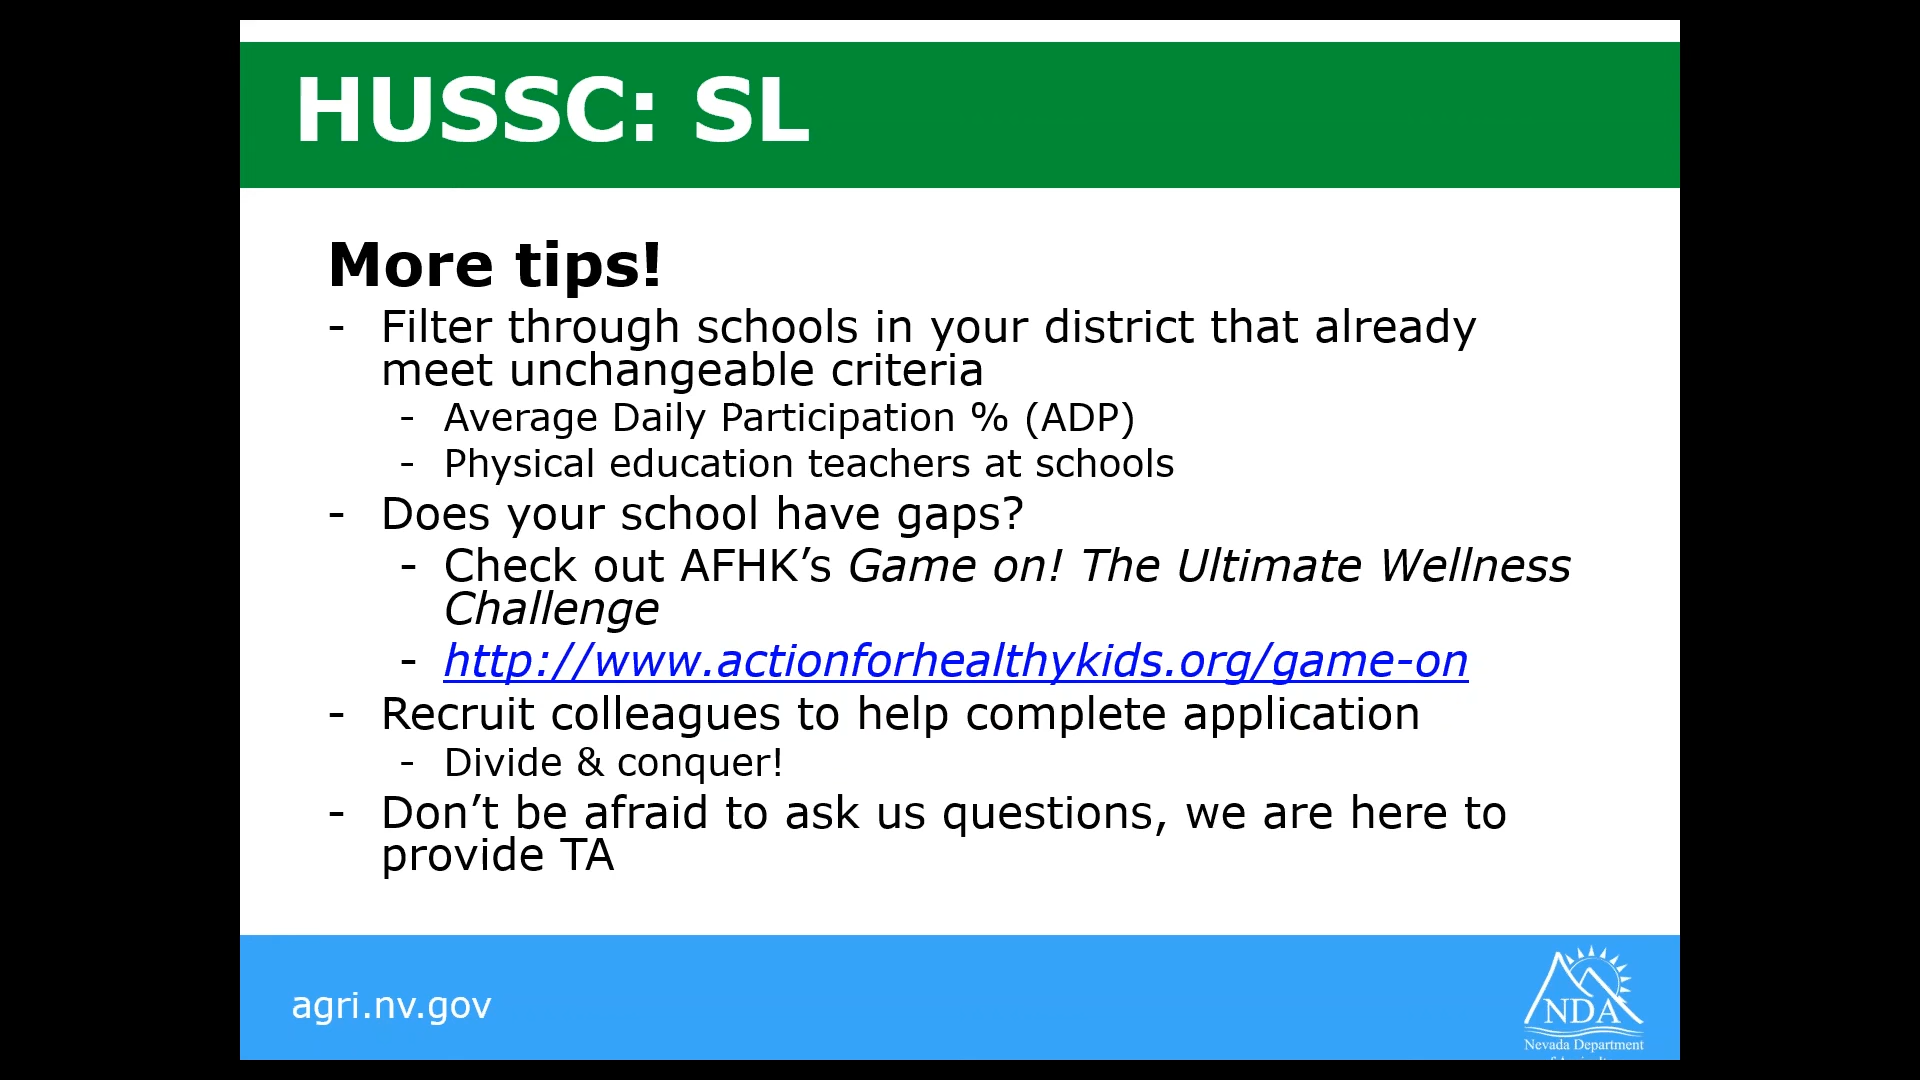 HUSSC: SL
More tips!
- Filter through schools in your district that already
meet unchangeable criteria
- Average Daily Participation % (ADP)
- Physical education teachers at schools
- Does your school have gaps?
- Check out AFHK’s Game on! The Ultimate Wellness
Challenge
- http://www.actionforhealthykids.org/game-on
- Recruit colleagues to help complete application
- Divide & conquer!
- Don’t be afraid to ask us questions, we are here to
provide TA
agri.nv.gov
NDA
Nevada Department